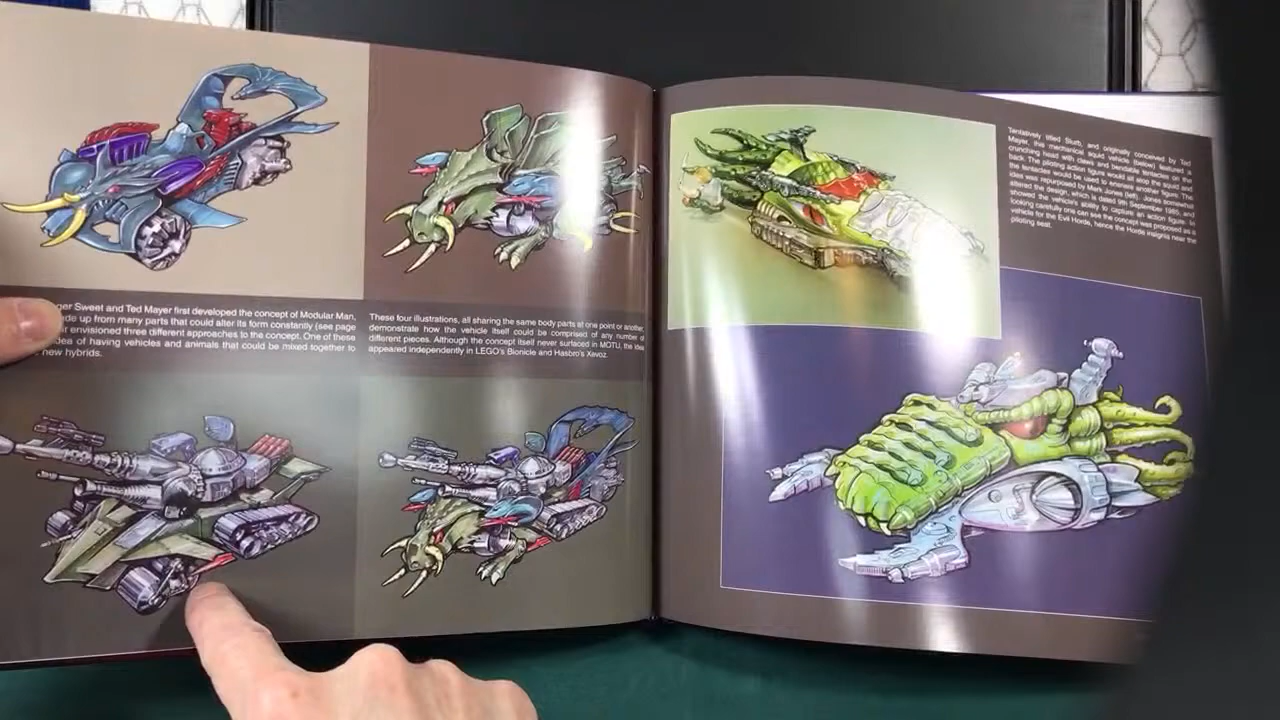 ger Sweet and Ted Mayer first developed the concept of Modular Man,
ade up from many parts that could alter its form constantly (see page
ir envisioned three different approaches to the concept. One of these
dea of having vehicles and animals that could be mixed together to
new hybrids.
These four illustrations, all sharing the same body parts at one point or another,
demonstrate how the vehicle itself could be comprised of any number of
different pieces. Although the concept itself never surfaced in MOTU, the idea
appeared independently in LEGO's Bionicle and Hasbro's Xevoz.
Tentatively titled and originally conceived by Ted
Mayer, this mechanical squid vehicle (below) featured a
crunching head with claws and bendable tentacles on the
back. The piloting action figure would sit atop the squid and
the tentacles would be used to ensnare another figure. The
idea was repurposed by Mark Jones (left). Jones somewhat
altered the design, which is dated 9th September 1985, and
showed the vehicle's ability to capture an action figure. By
looking carefully one can see the concept was proposed as a
vehicle for the Evil Horde, hence the Horde insignia near the
piloting seat.